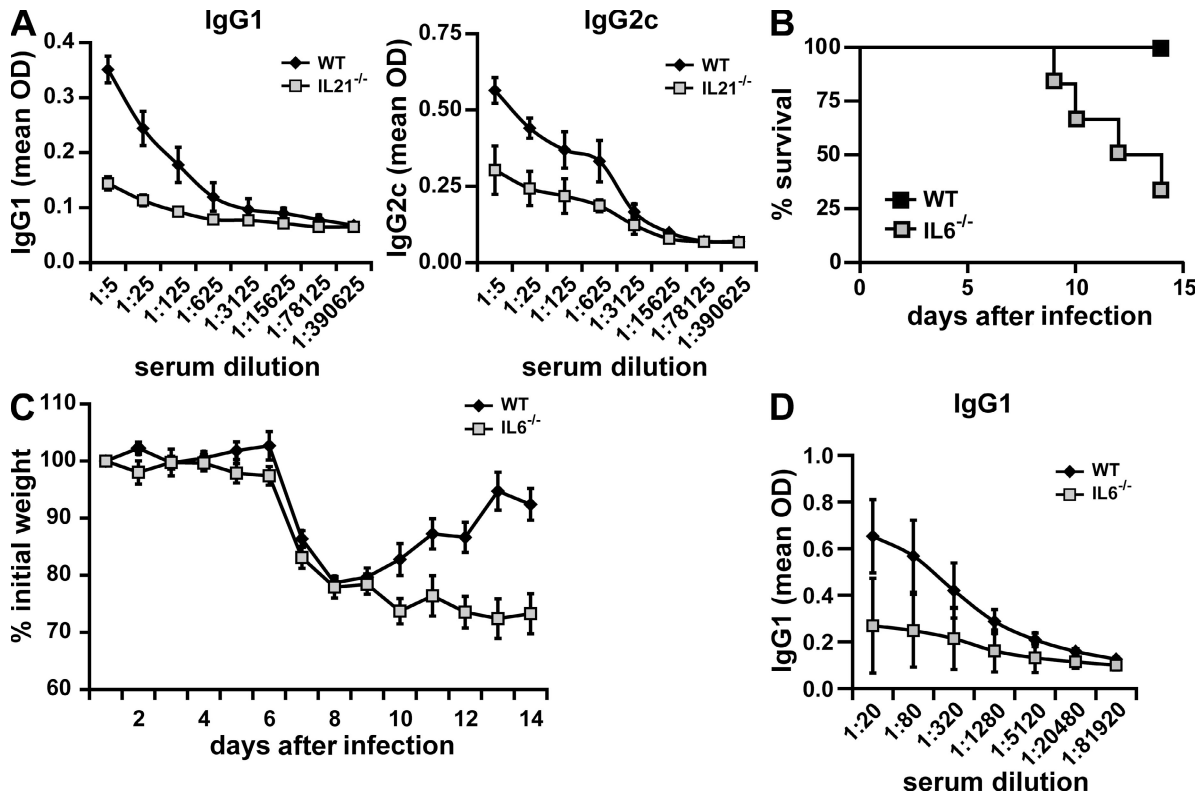 A
IgG1
IgG1 (mean OD)
0.4
0.3
0.2
0.1
0.0
WT
IL21-/-
1:5
1:25
1:125
1:625
1:3125
1:15625
1:78125
1:390625
serum dilution
IgG2c
IgG2c (mean OD)
0.75
0.50
0.25
0.00
WT
IL21-/-
1:5
1:25
1:125
1:625
1:3125
1:15625
1:78125
1:390625
serum dilution
B
% survival
100
75
50
25
0
WT
IL6-/-
0
5
10
15
days after infection
C
% initial weight
110
100
90
80
70
60
WT
IL6-/-
2
4
6
8
10
12
14
days after infection
D
IgG1
IgG1 (mean OD)
1.0
0.8
0.6
0.4
0.2
0.0
WT
IL6-/-
1:20
1:80
1:320
1:1280
1:5120
1:20480
1:81920
serum dilution